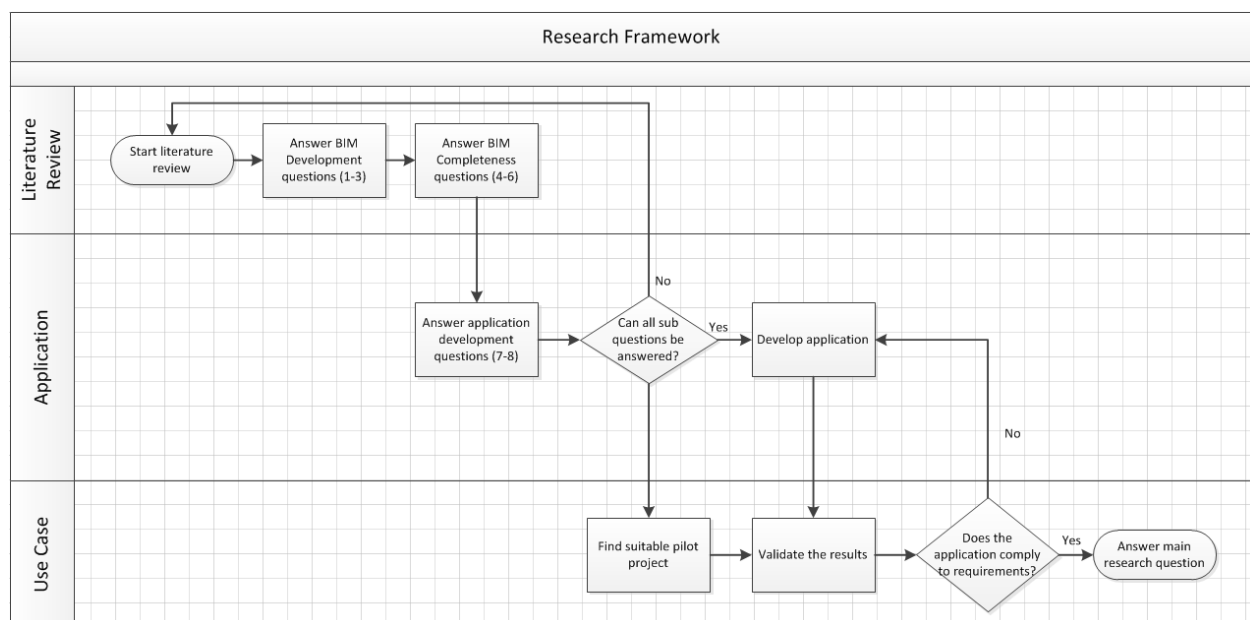 Research Framework
Literature
Review
Start literature
review
Answer BIM
Development
questions (1-3)
Answer BIM
Completeness
questions (4-6)
Application
Answer application
development
questions (7-8)
Can all sub
questions be
answered?
No
Yes
Develop application
No
Use Case
Find suitable pilot
project
Validate the results
Does the
application comply
to requirements?
Yes
Answer main
research question